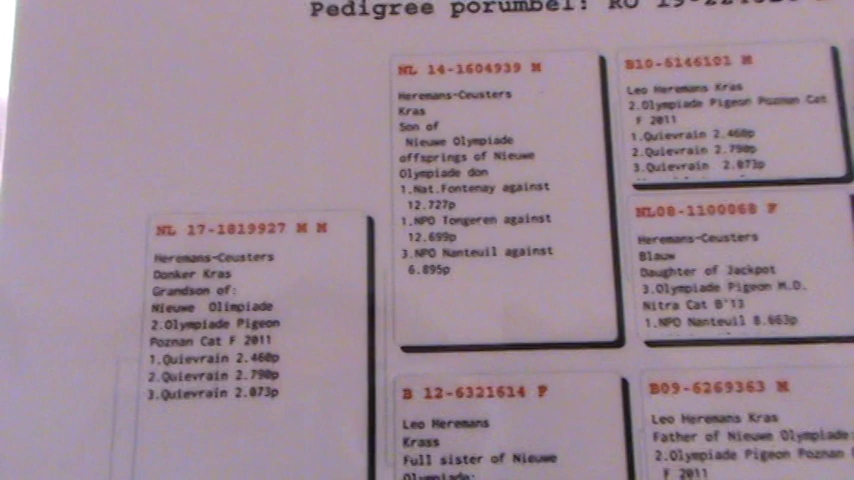 Pedigree porumbel: RO
NL 14-1604939 M
Heremans-Ceusters
Kras
Son of
Nieuwe Olympiade
offsprings of Nieuwe
Olympiade don
1.Nat.Fontenay against
12.727p
1.NPO Tongeren against
12.699p
3.NPO Nanteuil against
6.895p
B10-6146102 M
Leo Heremans Kras
2.Olympiade Pigeon Poznan Cat
F 2011
1.Quievrain 2.460p
2.Quievrain 2.790p
3.Quievrain 2.073p
NL 17-1819927 M M
Heremans-Ceusters
Donker Kras
Grandson of:
Nieuwe Olimpiade
2.Olympiade Pigeon
Poznan Cat F 2011
1.Quievrain 2.460p
2.Quievrain 2.790p
3.Quievrain 2.073p
NL08-1100068 F
Heremans-Ceusters
Blauw
Daughter of Jackpot
3.Olympiade Pigeon M.D.
Nitra Cat B'13
1.NPO Nanteuil 8.663p
B 12-6321614 F
Leo Heremans
Krass
Full sister of Nieuwe
Olympiade:
B09-6269363 M
Leo Heremans Kras
Father of Nieuwe Olympiade:
2.Olympiade Pigeon Poznan
F 2011